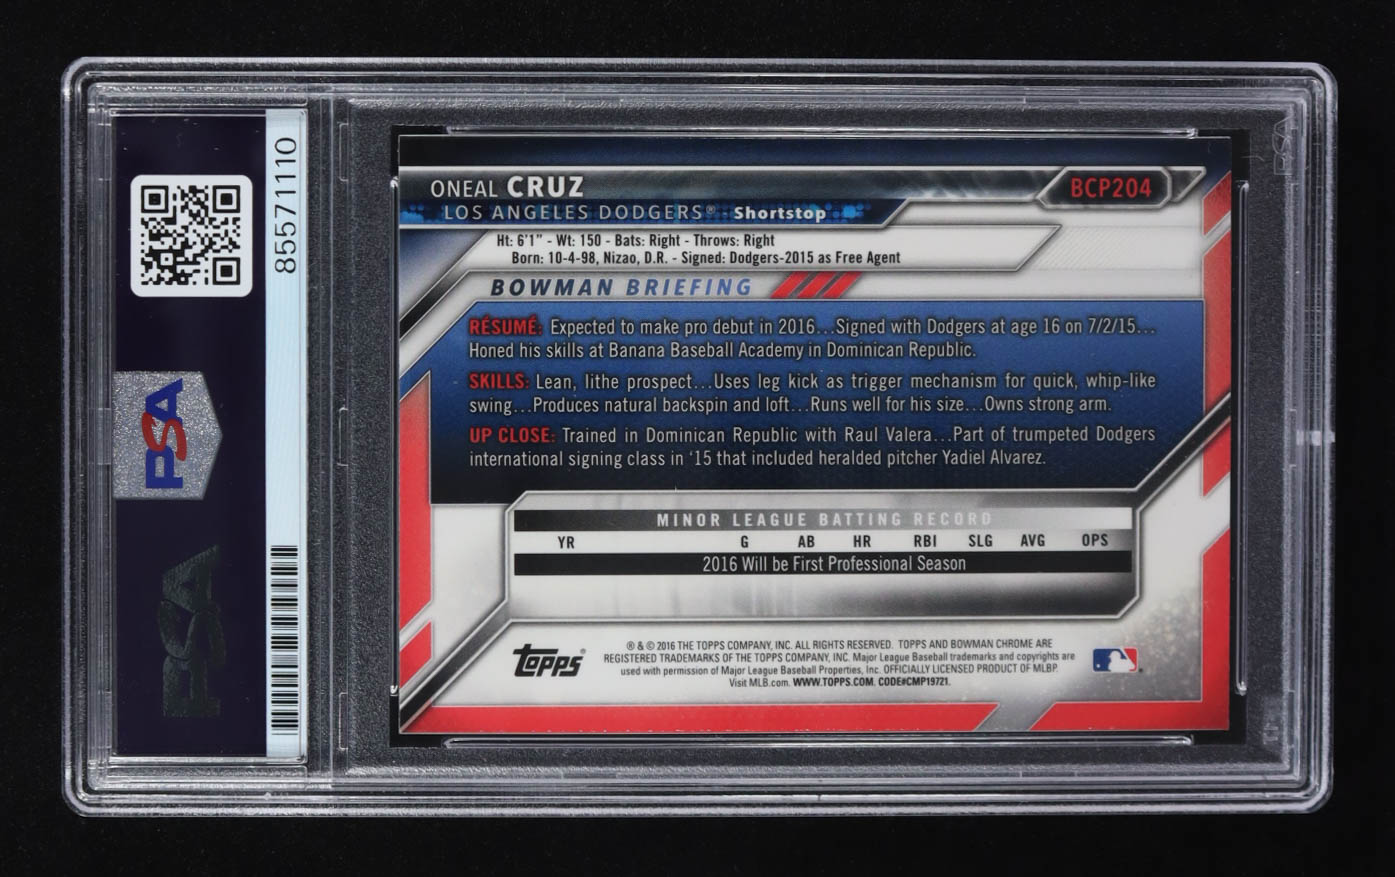 ONEAL CRUZ
BCP204
LOS ANGELES DODGERS® Shortstop
Ht: 6'1" - Wt: 150 - Bats: Right - Throws: Right
Born: 10-4-98, Nizao, D.R. - Signed: Dodgers-2015 as Free Agent
BOWMAN BRIEFING
RÉSUMÉ: Expected to make pro debut in 2016...Signed with Dodgers at age 16 on 7/2/15...
Honed his skills at Banana Baseball Academy in Dominican Republic.
SKILLS: Lean, lithe prospect...Uses leg kick as trigger mechanism for quick, whip-like
swing...Produces natural backspin and loft...Runs well for his size...Owns strong arm.
UP CLOSE: Trained in Dominican Republic with Raul Valera...Part of trumpeted Dodgers
international signing class in '15 that included heralded pitcher Yadiel Alvarez.
MINOR LEAGUE BATTING RECORD
YR G AB HR RBI SLG AVG OPS
2016 Will be First Professional Season
Topps®
® & © 2016 THE TOPPS COMPANY, INC. ALL RIGHTS RESERVED. TOPPS AND BOWMAN CHROME ARE
REGISTERED TRADEMARKS OF THE TOPPS COMPANY, INC. Major League Baseball trademarks and copyrights are
used with permission of Major League Baseball Properties, Inc. OFFICIALLY LICENSED PRODUCT OF MLBP.
Visit MLB.com. WWW.TOPPS.COM. CODE#CMP19721.
85571110
PSA
PSA